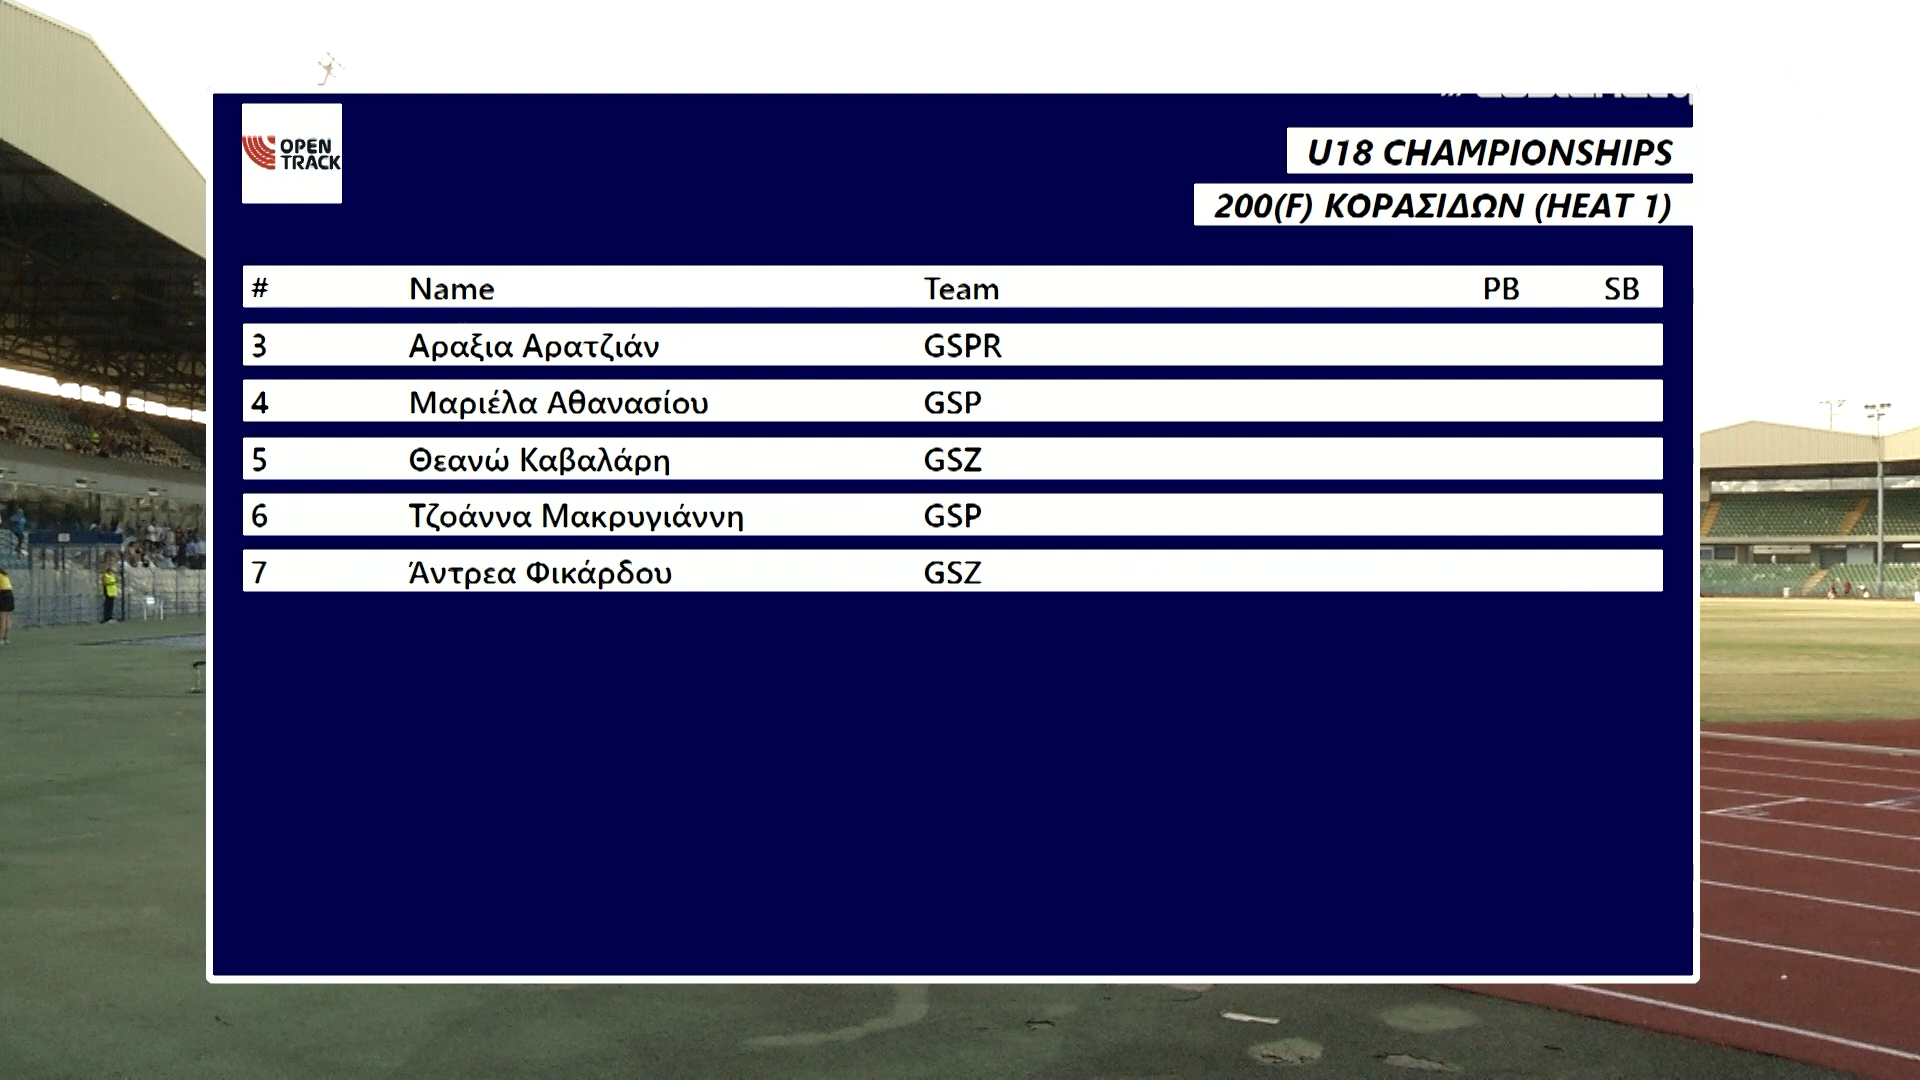 OPEN
TRACK
U18 CHAMPIONSHIPS
200(F) ΚΟΡΑΣΙΔΩΝ (HEAT 1)
# Name Team PB SB
3 Αραξια Αρατζιάν GSPR
4 Μαριέλα Αθανασίου GSP
5 Θεανώ Καβαλάρη GSZ
6 Τζοάννα Μακρυγιάννη GSP
7 Άντρεα Φικάρδου GSZ